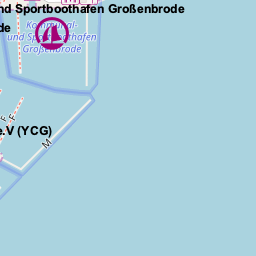 nd Sportboothafen Großenbrode
de
Kommunal-
und Sportboothafen
Großenbrode
F
F
e.V (YCG)
M